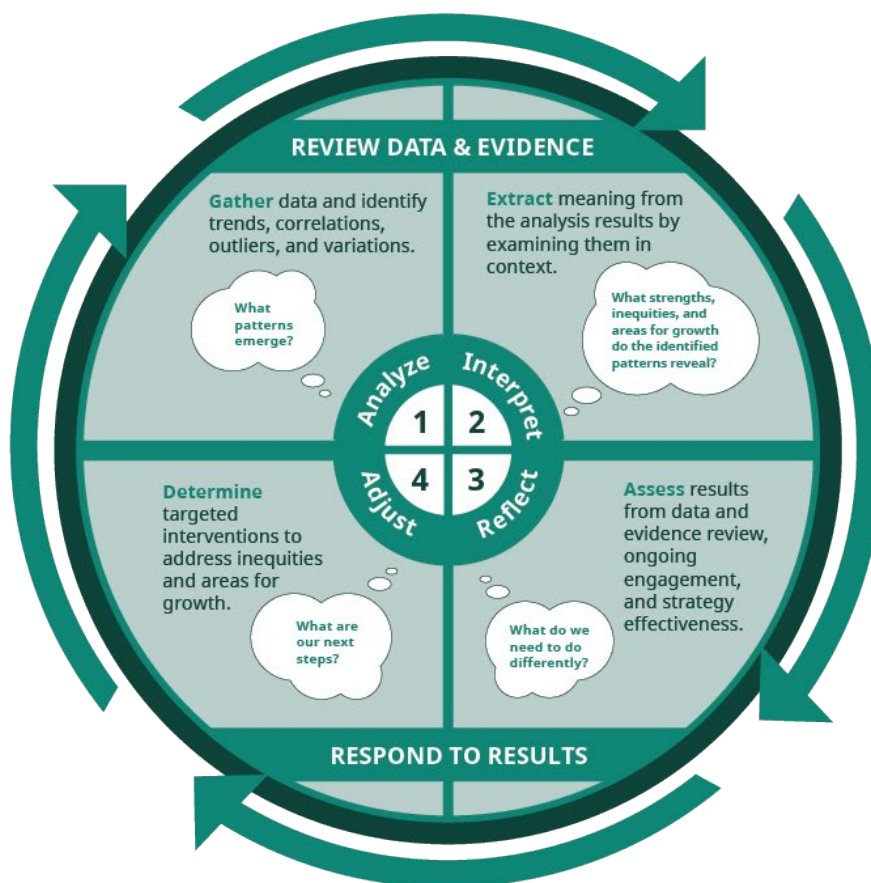 REVIEW DATA & EVIDENCE
Gather data and identify
trends, correlations,
outliers, and variations.
What
patterns
emerge?
Extract meaning from
the analysis results by
examining them in
context.
What strengths,
inequities, and
areas for growth
do the identified
patterns reveal?
Analyze
Interpret
1
2
4
3
Adjust
Reflect
Determine
targeted
interventions to
address inequities
and areas for
growth.
What are
our next
steps?
Assess results
from data and
evidence review,
ongoing
engagement,
and strategy
effectiveness.
What do we
need to do
differently?
RESPOND TO RESULTS